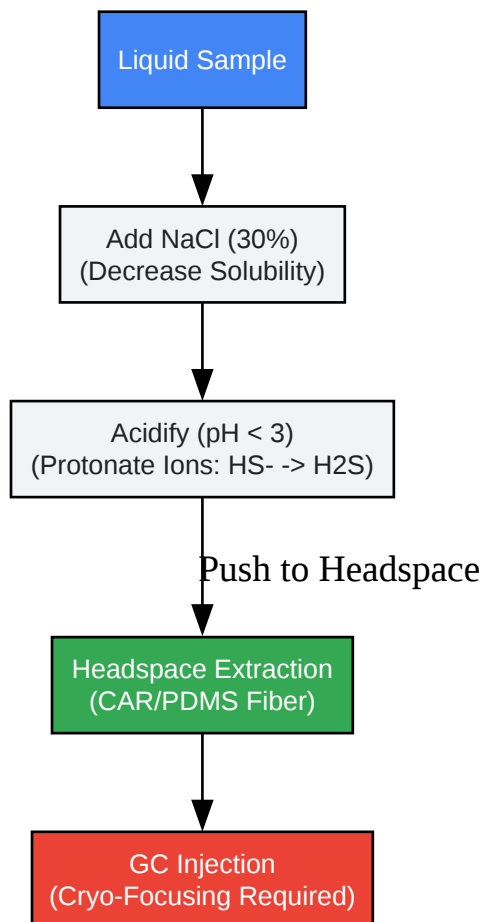 Liquid Sample
Add NaCl (30%)
(Decrease Solubility)
Acidify (pH < 3)
(Protonate Ions: HS- -> H2S)
Push to Headspace
Headspace Extraction
(CAR/PDMS Fiber)
GC Injection
(Cryo-Focusing Required)